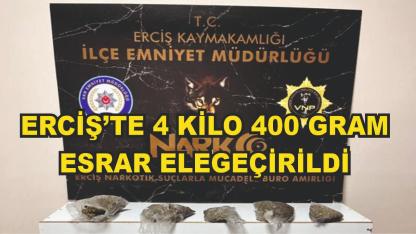 T.C.
ERCİŞ KAYMAKAMLIĞI
İLÇE EMNİYET MÜDÜRLÜĞÜ
VNP
ERCİŞ'TE 4 KİLO 400 GRAM
NARKO
ESRAR ELEGEÇİRİLDİ
ERCİŞ NARKOTİK SUÇLARLA MÜCADELE BÜRO AMİRLİĞİ